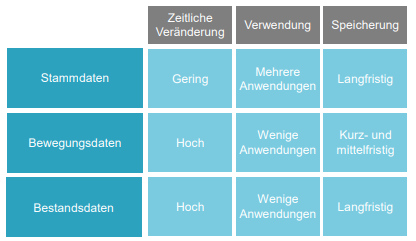 Zeitliche
Veränderung
Verwendung
Speicherung
Stammdaten
Gering
Mehrere
Anwendungen
Langfristig
Bewegungsdaten
Hoch
Wenige
Anwendungen
Kurz- und
mittelfristig
Bestandsdaten
Hoch
Wenige
Anwendungen
Langfristig